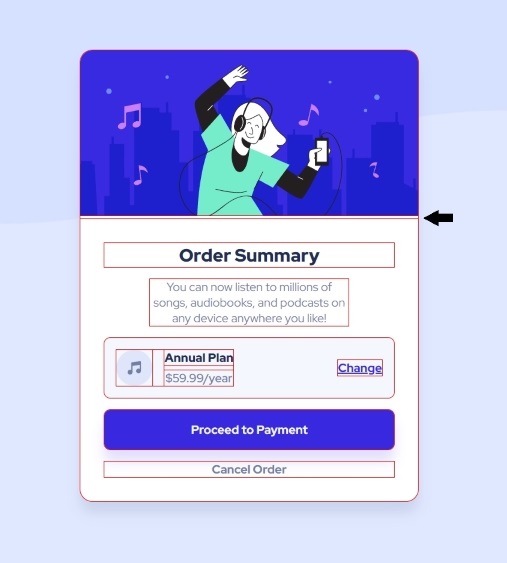 Order Summary
You can now listen to millions of
songs, audiobooks, and podcasts on
any device anywhere you like!
Annual Plan
$59.99/year
Change
Proceed to Payment
Cancel Order